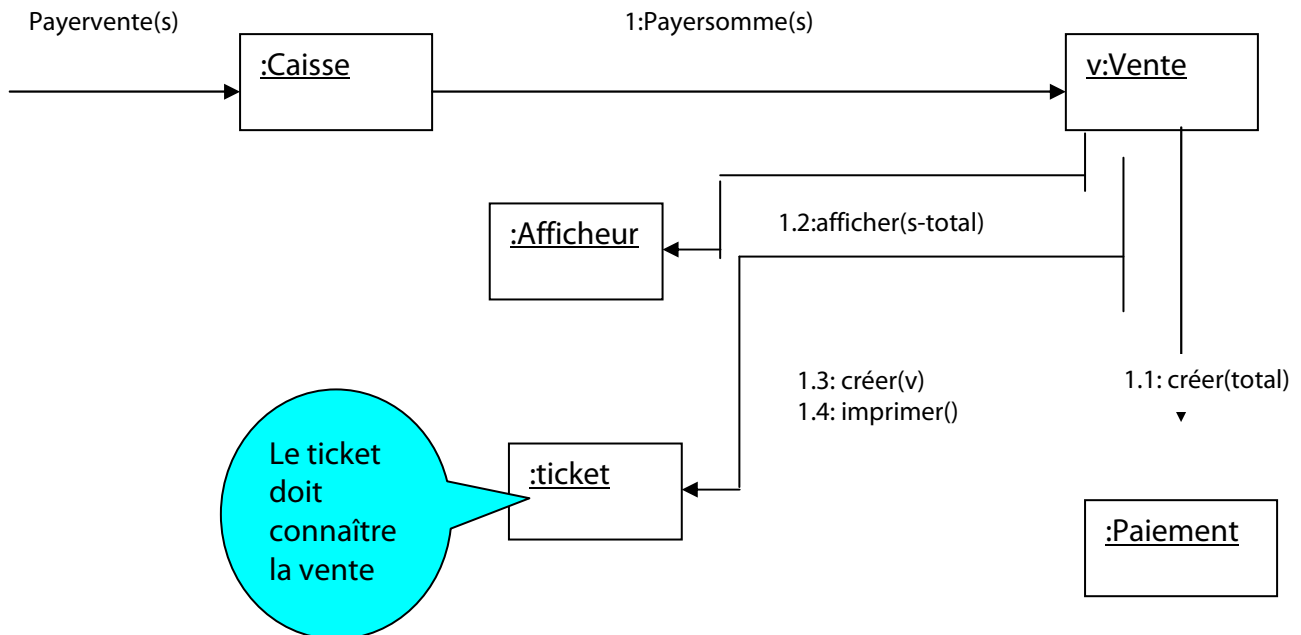 Payervente(s)
1:Payersomme(s)
:Caisse
v:Vente
:Afficheur
1.2:afficher(s-total)
1.3: créer(v)
1.4: imprimer()
1.1: créer(total)
Le ticket
doit
connaître
la vente
:ticket
:Paiement